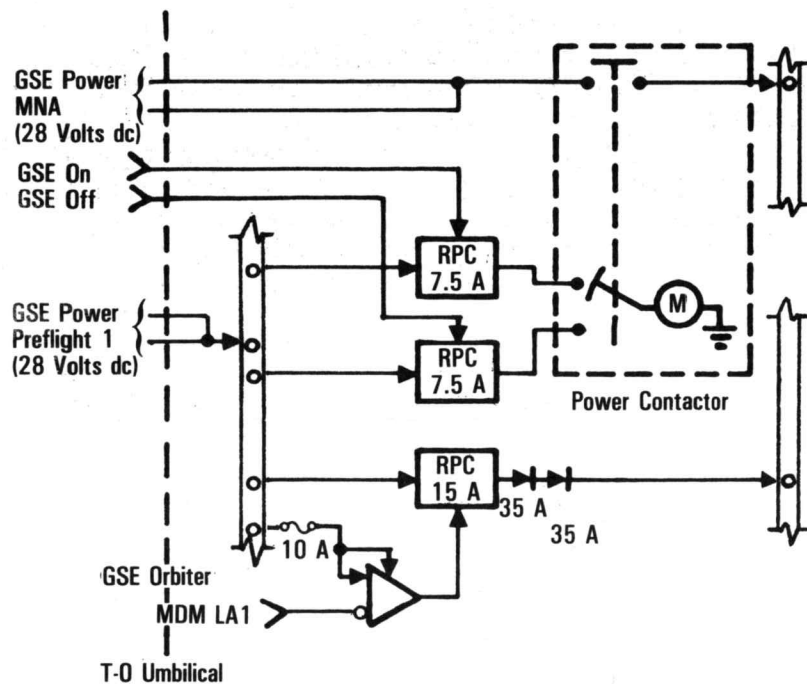 GSE Power
MNA
(28 Volts dc)
GSE On
GSE Off
RPC
7.5 A
M
GSE Power
Preflight 1
(28 Volts dc)
RPC
7.5 A
Power Contactor
RPC
15 A
35 A
35 A
10 A
GSE Orbiter
MDM LA1
T-0 Umbilical